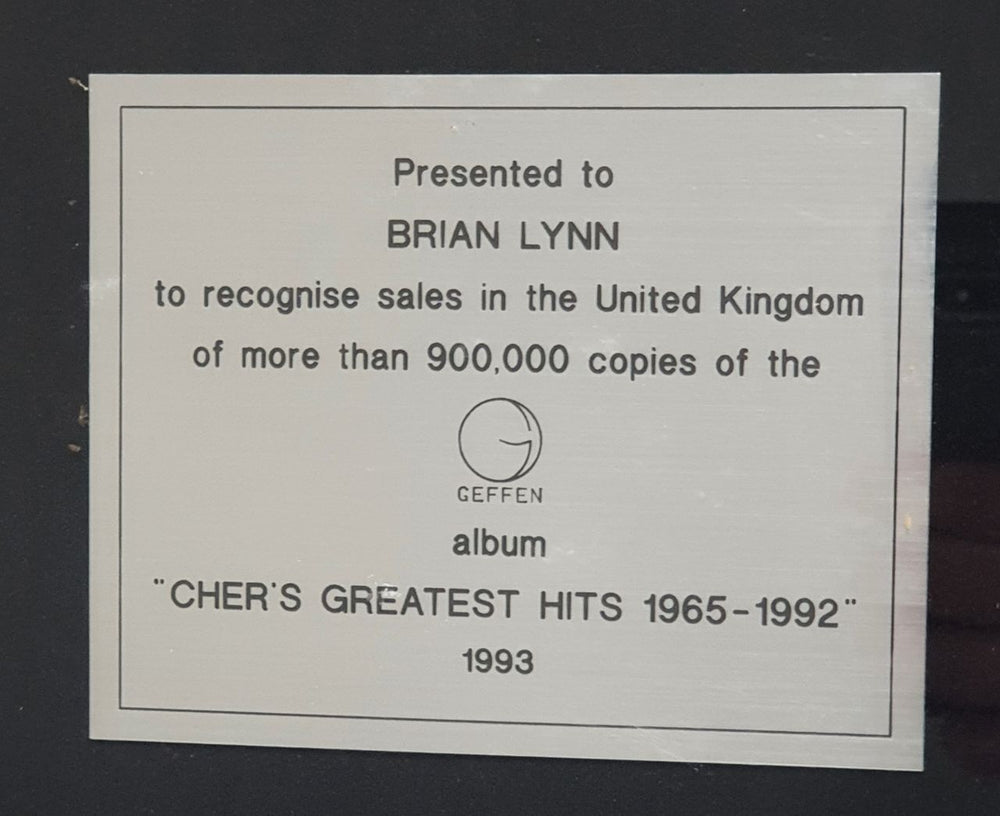 Presented to
BRIAN LYNN
to recognise sales in the United Kingdom
of more than 900,000 copies of the
GEFFEN
album
"CHER'S GREATEST HITS 1965-1992"
1993